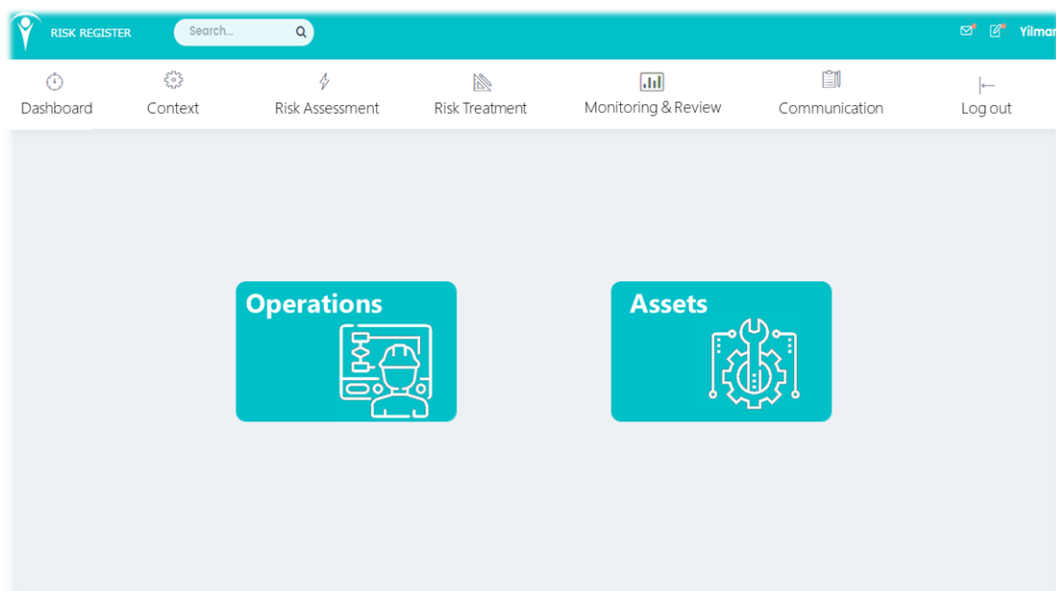 RISK REGISTER
Search...
Yilmar
Dashboard
Context
Risk Assessment
Risk Treatment
Monitoring & Review
Communication
Log out
Operations
Assets